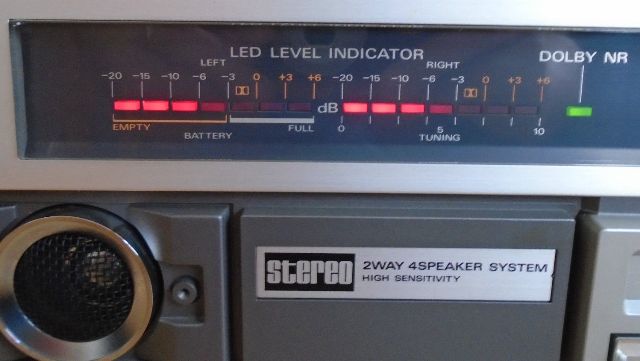 LED LEVEL INDICATOR
LEFT RIGHT DOLBY NR
-20 -15 -10 -6 -3 0 +3 +6 -20 -15 -10 -6 -3 0 +3 +6
dB
EMPTY FULL 0 5 10
BATTERY TUNING
stereo 2WAY 4SPEAKER SYSTEM
HIGH SENSITIVITY